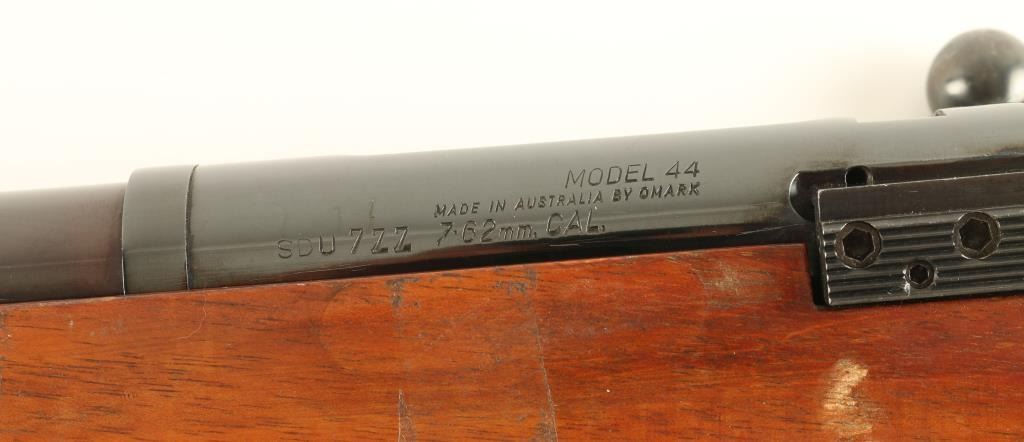 MODEL 44
MADE IN AUSTRALIA BY OMARK
SDU 7ZZ 7·62mm. CAL.